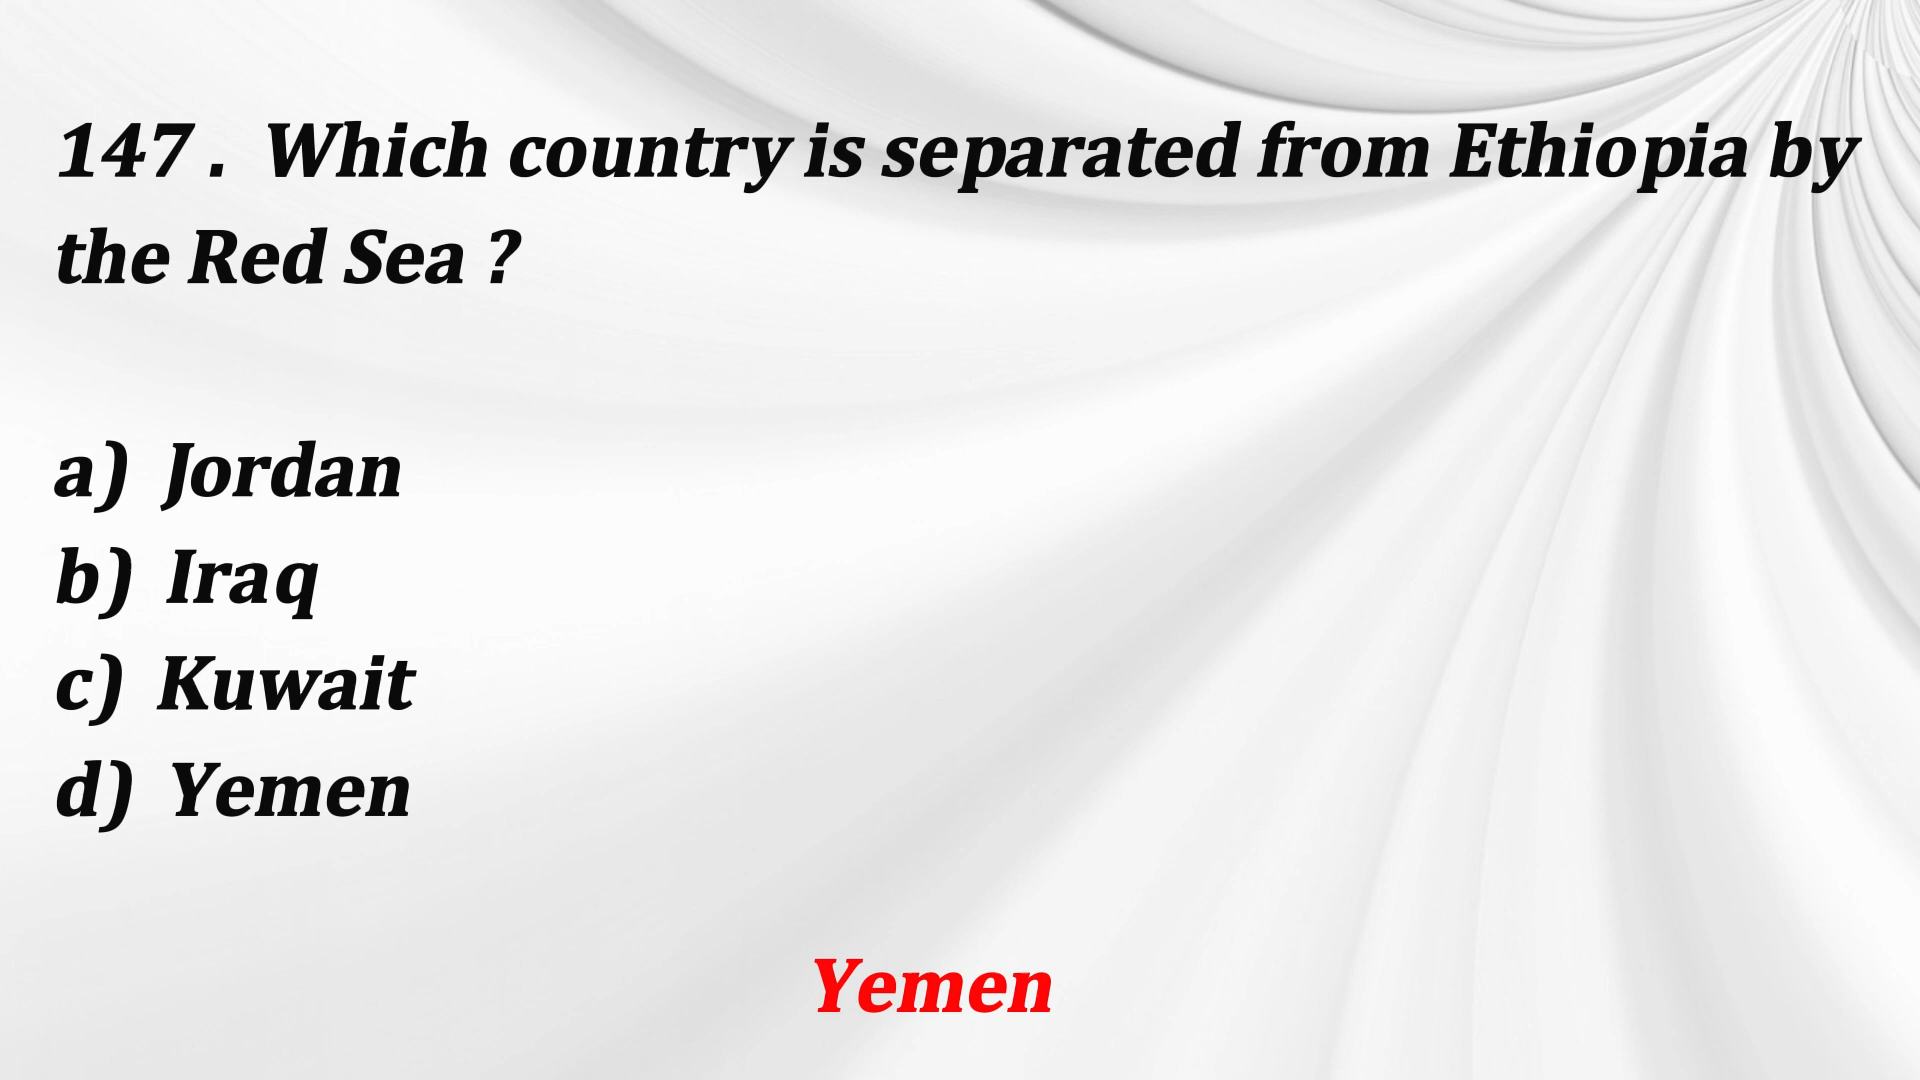 147 .  Which country is separated from Ethiopia by
the Red Sea ?
a)  Jordan
b)  Iraq
c)  Kuwait
d)  Yemen
Yemen